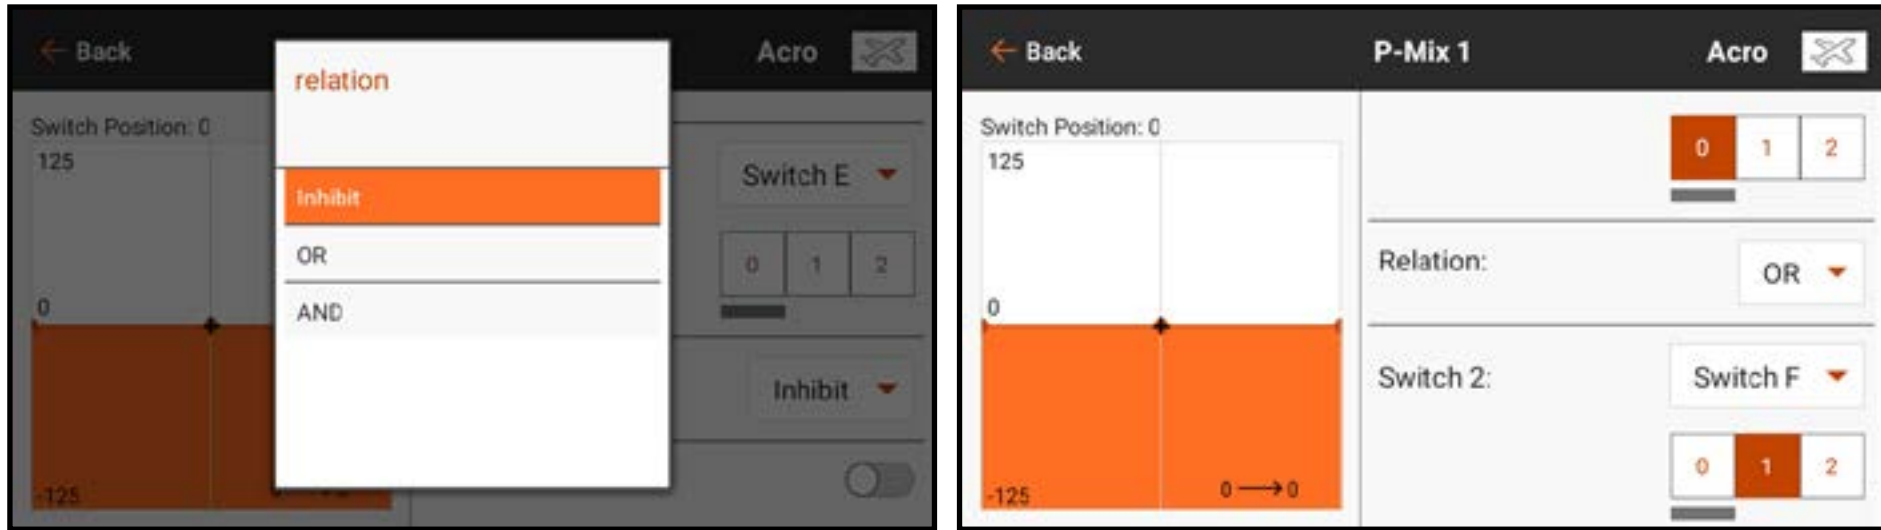 Back
Acro
relation
Switch Position: 0
125
Switch E
Inhibit
OR
0 1 2
0
AND
Inhibit
-125
Back
P-Mix 1
Acro
Switch Position: 0
125
0 1 2
Relation:
OR
0
Switch 2:
Switch F
0 1 2
-125
0 → 0